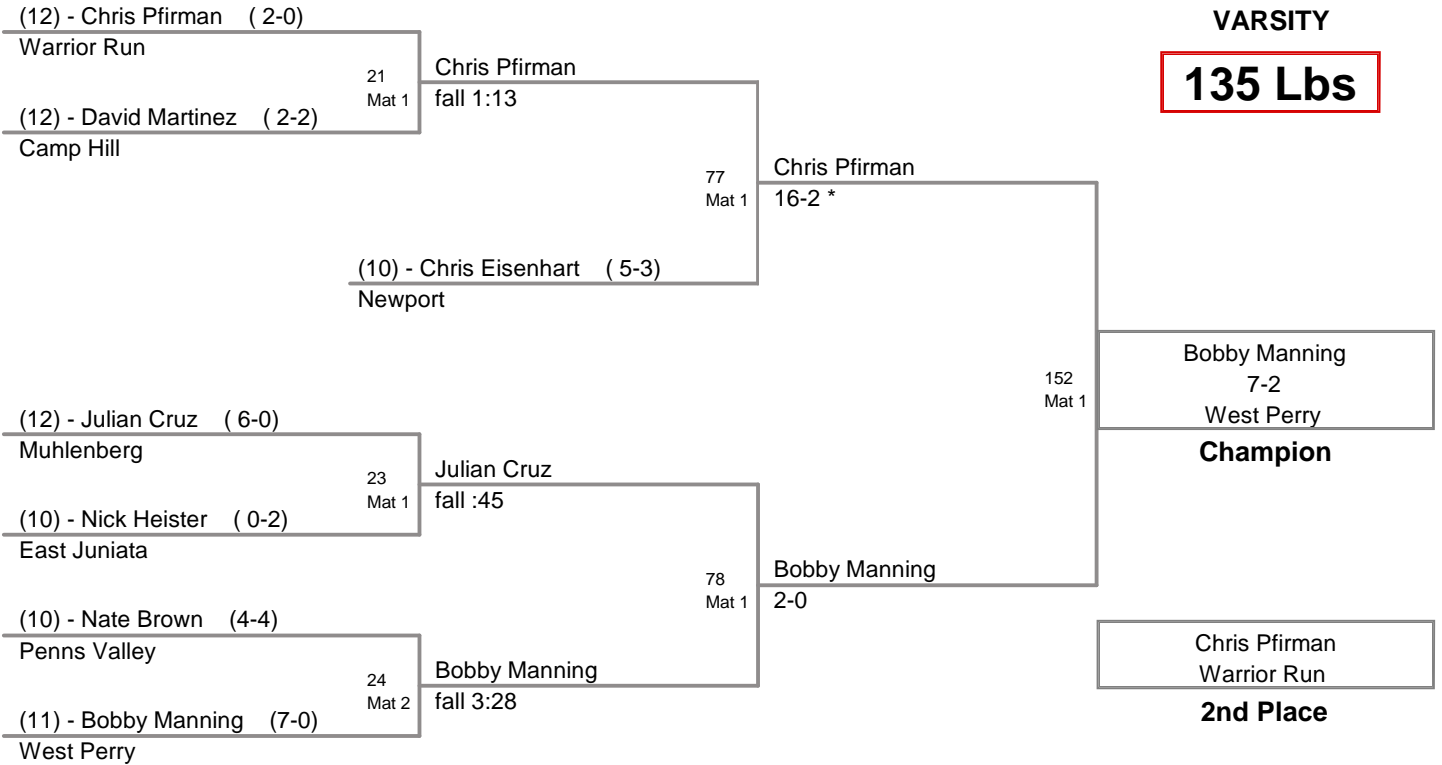 (12) - Chris Pfirman ( 2-0)
Warrior Run
VARSITY
135 Lbs
21
Mat 1
Chris Pfirman
fall 1:13
(12) - David Martinez ( 2-2)
Camp Hill
77
Mat 1
Chris Pfirman
16-2 *
(10) - Chris Eisenhart ( 5-3)
Newport
152
Mat 1
Bobby Manning
7-2
West Perry
Champion
(12) - Julian Cruz ( 6-0)
Muhlenberg
23
Mat 1
Julian Cruz
fall :45
(10) - Nick Heister ( 0-2)
East Juniata
78
Mat 1
Bobby Manning
2-0
(10) - Nate Brown (4-4)
Penns Valley
24
Mat 2
Bobby Manning
fall 3:28
(11) - Bobby Manning (7-0)
West Perry
Chris Pfirman
Warrior Run
2nd Place